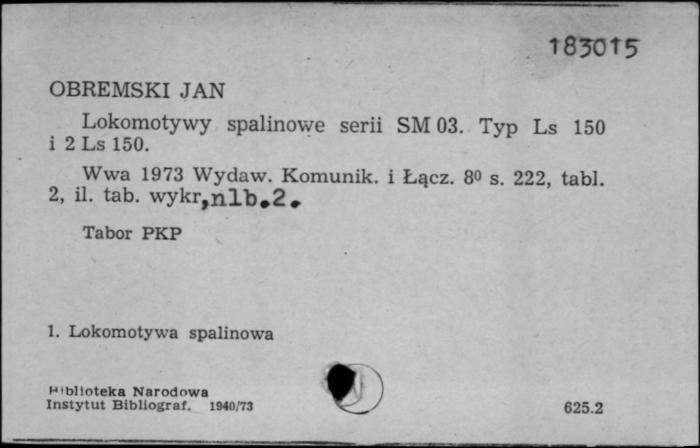 183015
OBREMSKI JAN
Lokomotywy spalinowe serii SM 03. Typ Ls 150
i 2 Ls 150.
Wwa 1973 Wydaw. Komunik. i Łącz. 8⁰ s. 222, tabl.
2, il. tab. wykr,nlb.2.
Tabor PKP
1. Lokomotywa spalinowa
Biblioteka Narodowa
Instytut Bibliograf. 1940/73
625.2